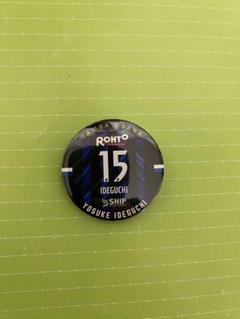 GAMBA OSAKA
ROHTO
15
IDEGUCHI
SHIP
YOSUKE IDEGUCHI